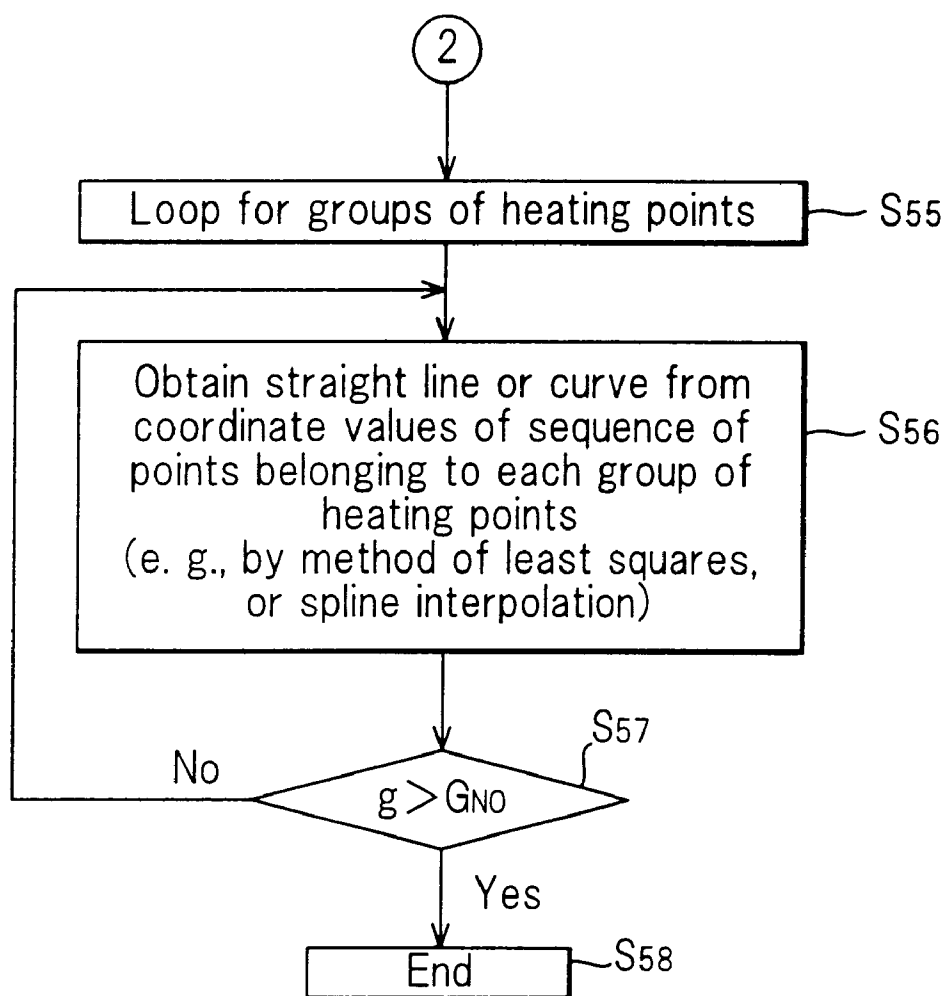 2
Loop for groups of heating points
S55
Obtain straight line or curve from
coordinate values of sequence of
points belonging to each group of
heating points
(e. g., by method of least squares,
or spline interpolation)
S56
S57
No
g > GNO
Yes
End
S58